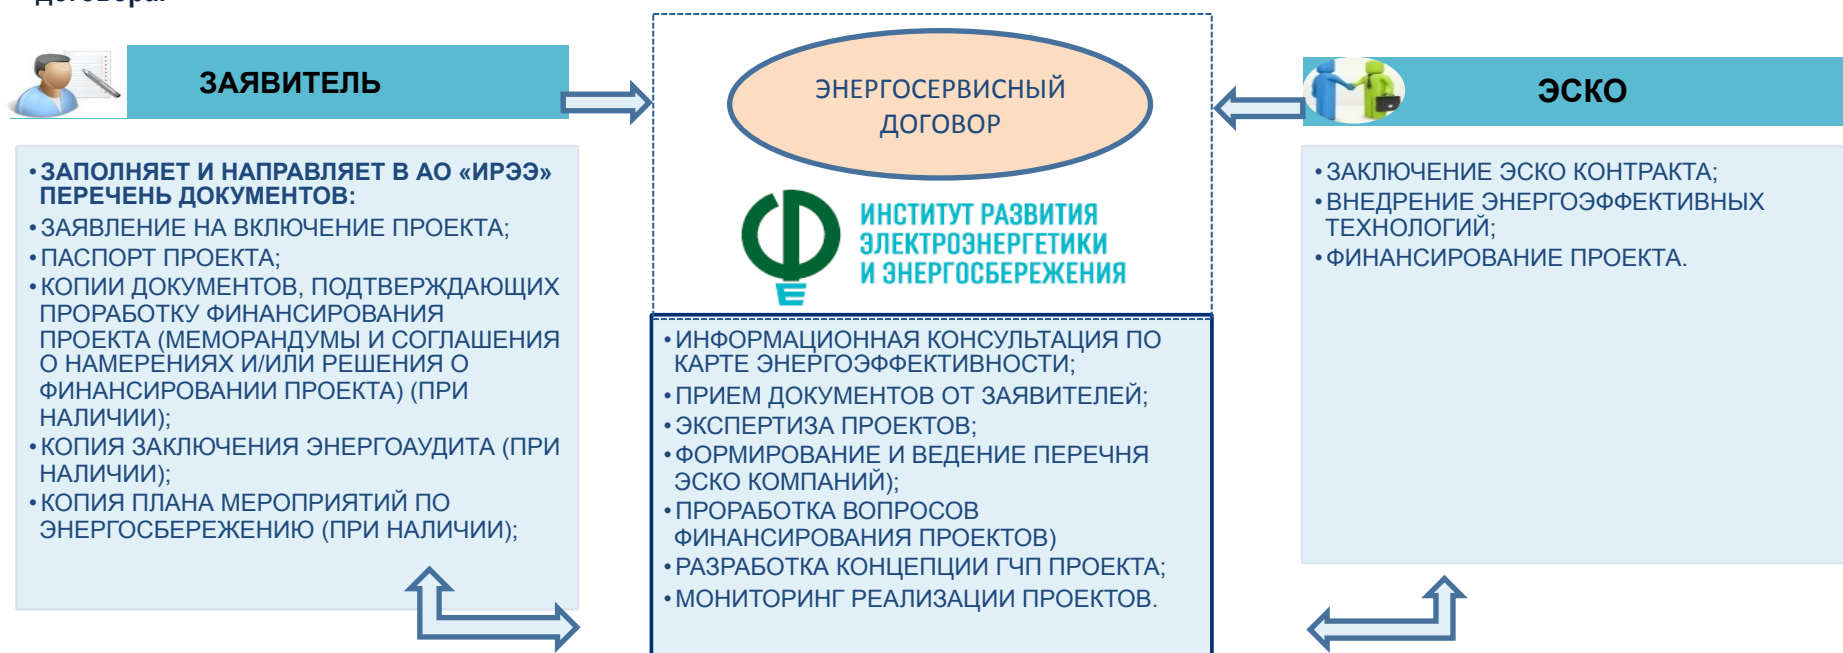 договора.
ЗАЯВИТЕЛЬ
•ЗАПОЛНЯЕТ И НАПРАВЛЯЕТ В АО «ИРЭЭ»
ПЕРЕЧЕНЬ ДОКУМЕНТОВ:
•ЗАЯВЛЕНИЕ НА ВКЛЮЧЕНИЕ ПРОЕКТА;
•ПАСПОРТ ПРОЕКТА;
•КОПИИ ДОКУМЕНТОВ, ПОДТВЕРЖДАЮЩИХ
ПРОРАБОТКУ ФИНАНСИРОВАНИЯ
ПРОЕКТА (МЕМОРАНДУМЫ И СОГЛАШЕНИЯ
О НАМЕРЕНИЯХ И/ИЛИ РЕШЕНИЯ О
ФИНАНСИРОВАНИИ ПРОЕКТА) (ПРИ
НАЛИЧИИ);
•КОПИЯ ЗАКЛЮЧЕНИЯ ЭНЕРГОАУДИТА (ПРИ
НАЛИЧИИ);
•КОПИЯ ПЛАНА МЕРОПРИЯТИЙ ПО
ЭНЕРГОСБЕРЕЖЕНИЮ (ПРИ НАЛИЧИИ);
ЭНЕРГОСЕРВИСНЫЙ
ДОГОВОР
ИНСТИТУТ РАЗВИТИЯ
ЭЛЕКТРОЭНЕРГЕТИКИ
И ЭНЕРГОСБЕРЕЖЕНИЯ
•ИНФОРМАЦИОННАЯ КОНСУЛЬТАЦИЯ ПО
КАРТЕ ЭНЕРГОЭФФЕКТИВНОСТИ;
•ПРИЕМ ДОКУМЕНТОВ ОТ ЗАЯВИТЕЛЕЙ;
•ЭКСПЕРТИЗА ПРОЕКТОВ;
•ФОРМИРОВАНИЕ И ВЕДЕНИЕ ПЕРЕЧНЯ
ЭСКО КОМПАНИЙ);
•ПРОРАБОТКА ВОПРОСОВ
ФИНАНСИРОВАНИЯ ПРОЕКТОВ)
•РАЗРАБОТКА КОНЦЕПЦИИ ГЧП ПРОЕКТА;
•МОНИТОРИНГ РЕАЛИЗАЦИИ ПРОЕКТОВ.
ЭСКО
•ЗАКЛЮЧЕНИЕ ЭСКО КОНТРАКТА;
•ВНЕДРЕНИЕ ЭНЕРГОЭФФЕКТИВНЫХ
ТЕХНОЛОГИЙ;
•ФИНАНСИРОВАНИЕ ПРОЕКТА.